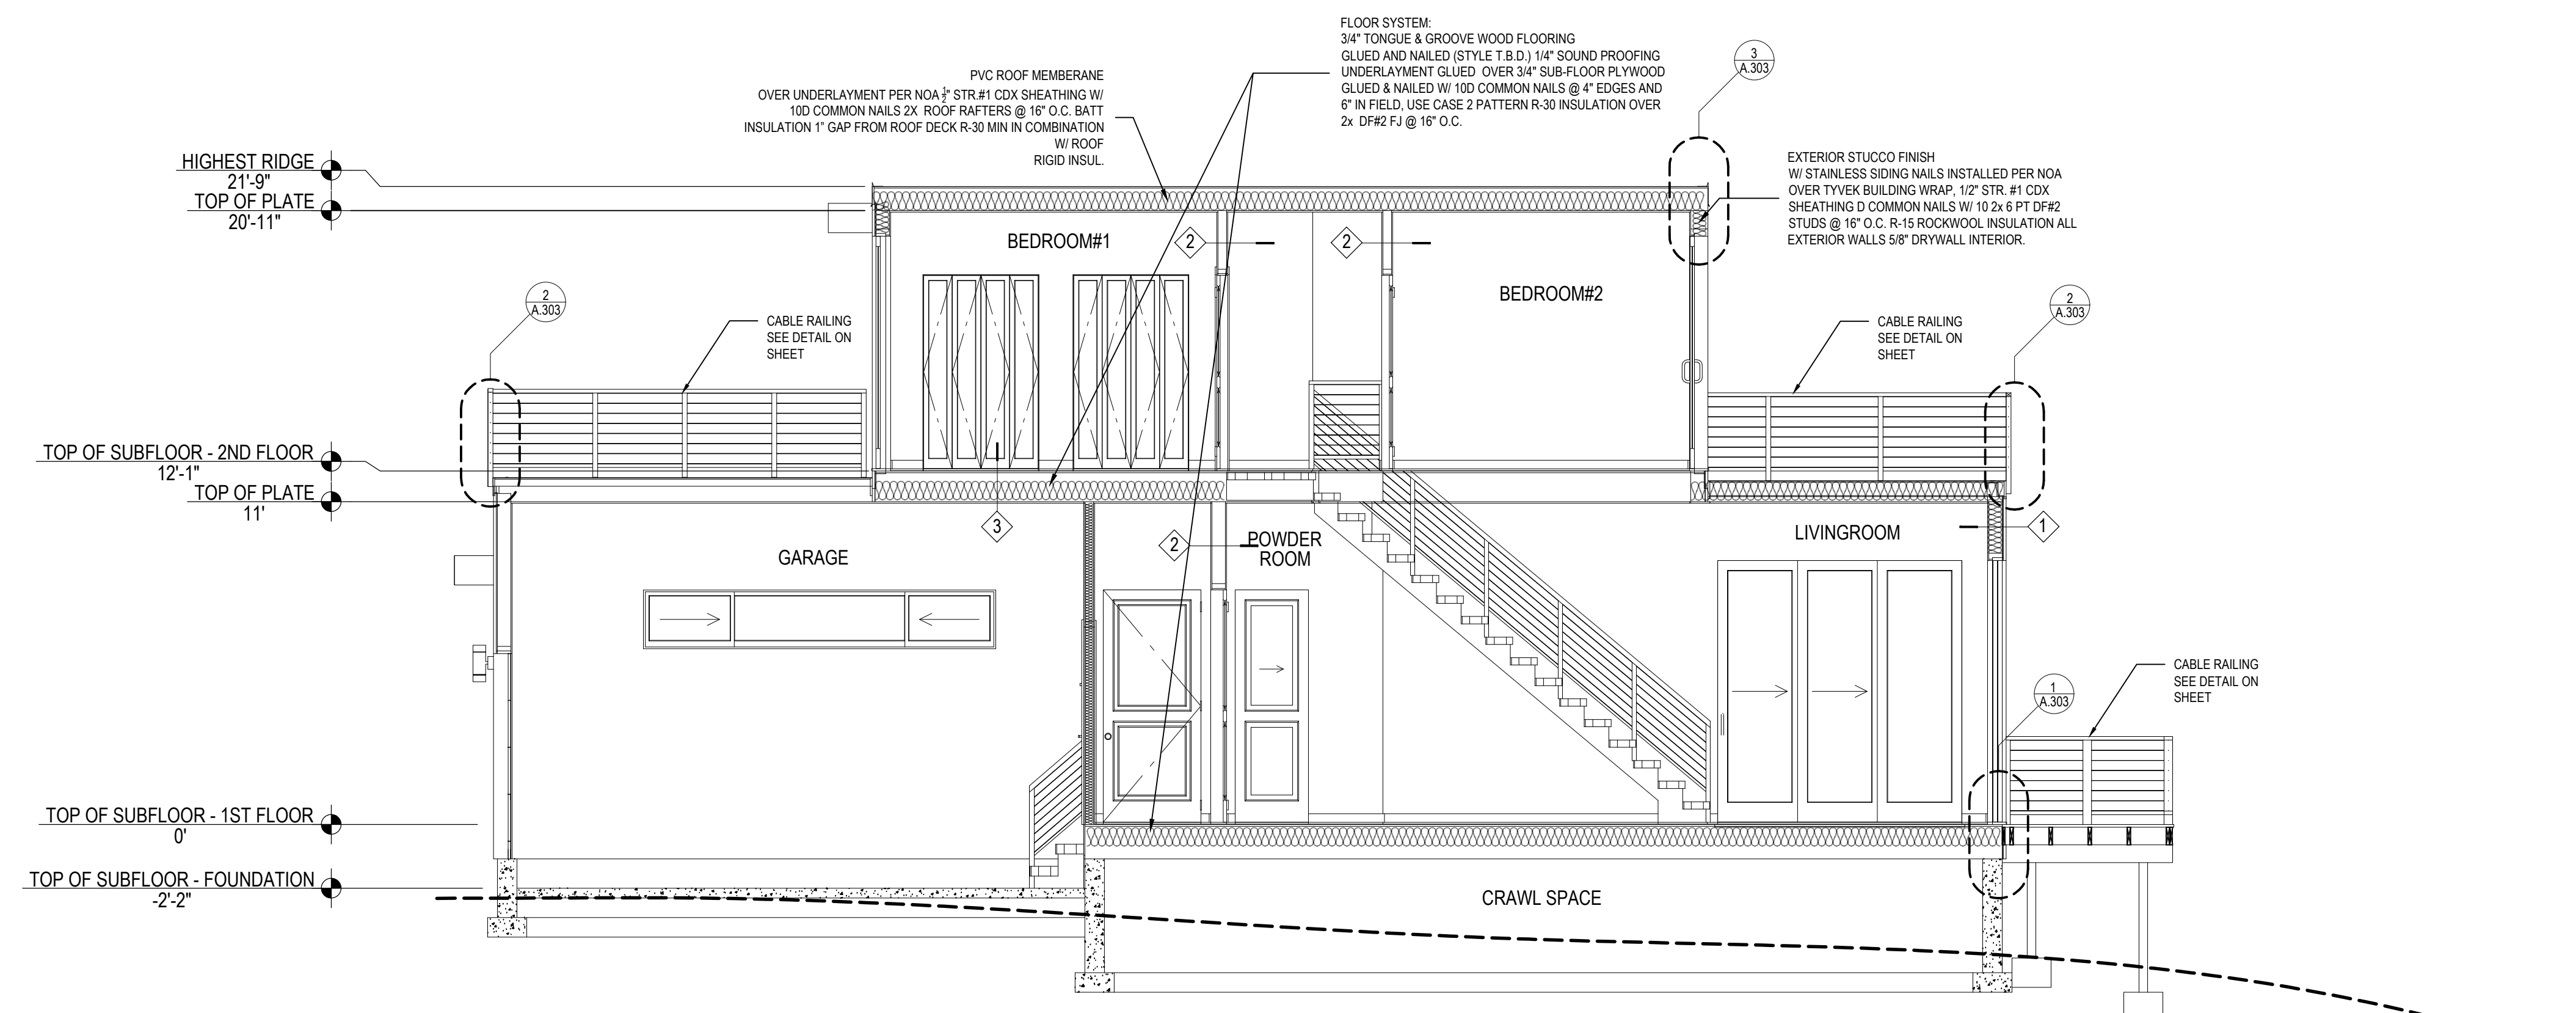 FLOOR SYSTEM:
3/4" TONGUE & GROOVE WOOD FLOORING
GLUED AND NAILED (STYLE T.B.D.) 1/4" SOUND PROOFING
UNDERLAYMENT GLUED OVER 3/4" SUB-FLOOR PLYWOOD
GLUED & NAILED W/ 10D COMMON NAILS @ 4" EDGES AND
6" IN FIELD, USE CASE 2 PATTERN R-30 INSULATION OVER
2x DF#2 FJ @ 16" O.C.
PVC ROOF MEMBERANE
OVER UNDERLAYMENT PER NOA ½" STR.#1 CDX SHEATHING W/
10D COMMON NAILS 2X ROOF RAFTERS @ 16" O.C. BATT
INSULATION 1" GAP FROM ROOF DECK R-30 MIN IN COMBINATION
W/ ROOF
RIGID INSUL.
3
A.303
EXTERIOR STUCCO FINISH
W/ STAINLESS SIDING NAILS INSTALLED PER NOA
OVER TYVEK BUILDING WRAP, 1/2" STR. #1 CDX
SHEATHING D COMMON NAILS W/ 10 2x 6 PT DF#2
STUDS @ 16" O.C. R-15 ROCKWOOL INSULATION ALL
EXTERIOR WALLS 5/8" DRYWALL INTERIOR.
HIGHEST RIDGE
21'-9"
TOP OF PLATE
20'-11"
BEDROOM#1
2
2
BEDROOM#2
2
A.303
2
A.303
CABLE RAILING
SEE DETAIL ON
SHEET
CABLE RAILING
SEE DETAIL ON
SHEET
TOP OF SUBFLOOR - 2ND FLOOR
12'-1"
TOP OF PLATE
11'
3
GARAGE
2
POWDER
ROOM
LIVINGROOM
1
CABLE RAILING
SEE DETAIL ON
SHEET
1
A.303
TOP OF SUBFLOOR - 1ST FLOOR
0'
TOP OF SUBFLOOR - FOUNDATION
-2'-2"
CRAWL SPACE